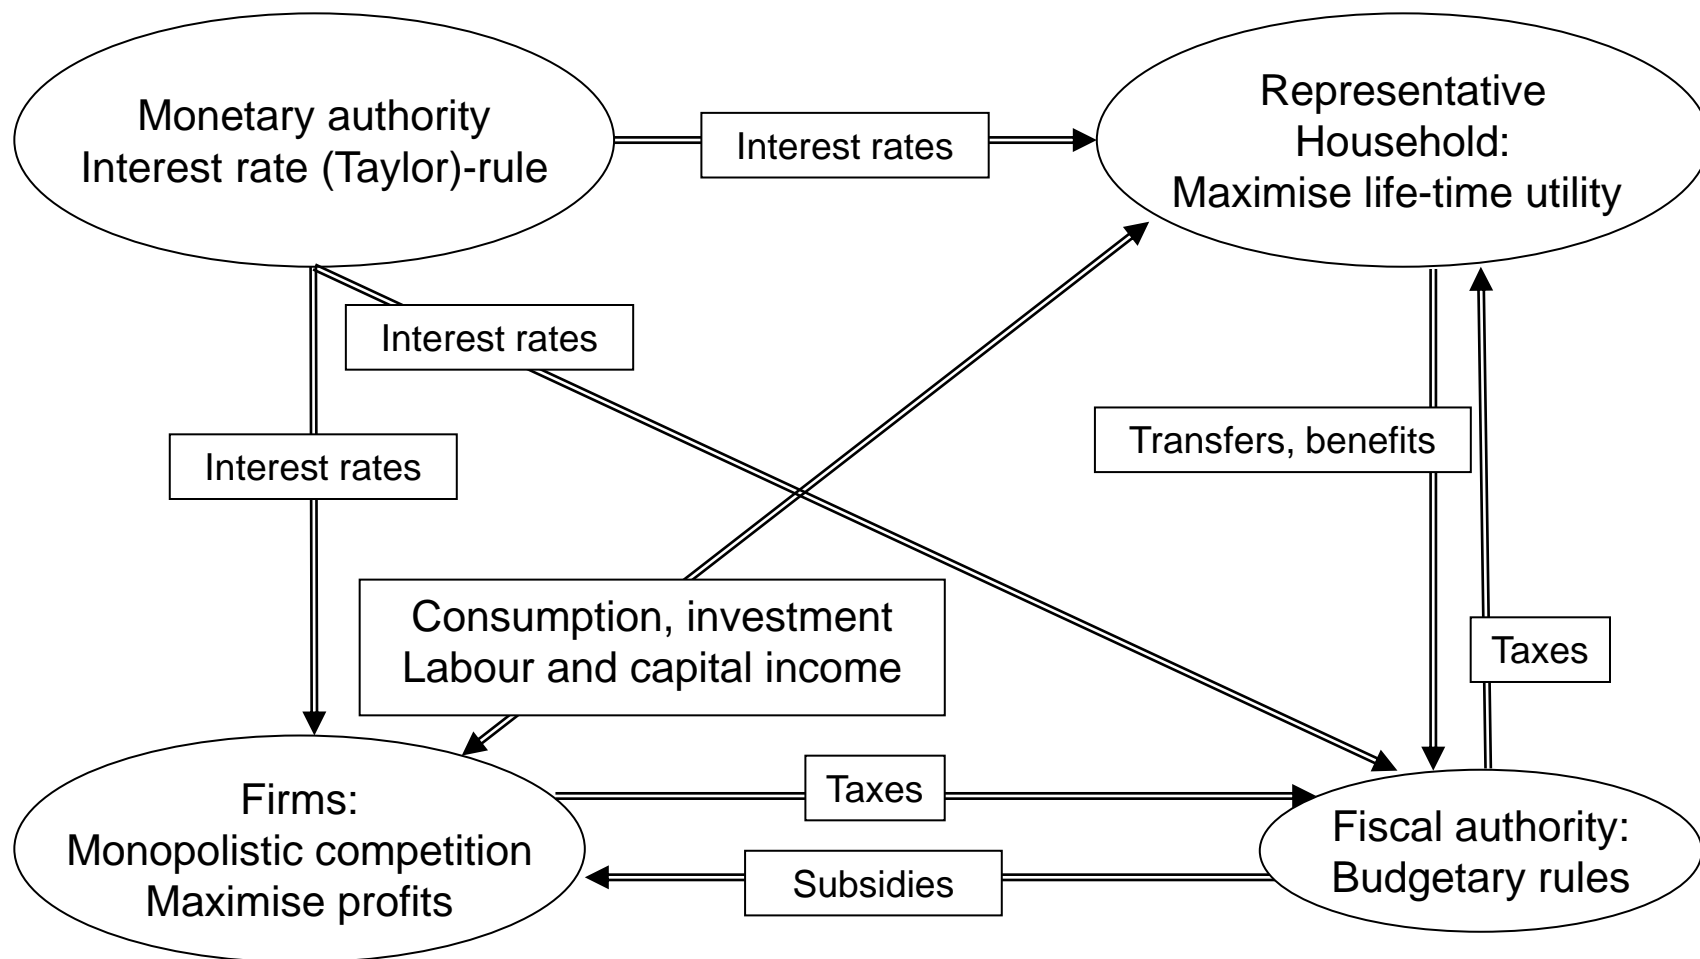 Monetary authority
Interest rate (Taylor)-rule
Interest rates
Representative
Household:
Maximise life-time utility
Interest rates
Interest rates
Transfers, benefits
Consumption, investment
Labour and capital income
Taxes
Firms:
Monopolistic competition
Maximise profits
Taxes
Subsidies
Fiscal authority:
Budgetary rules